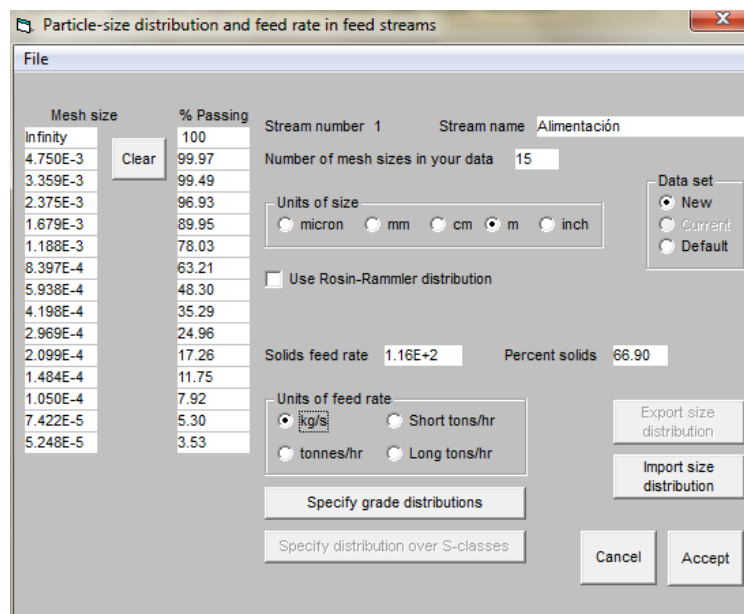 Particle-size distribution and feed rate in feed streams
File
Mesh size % Passing
Infinity 100
4.750E-3 99.97
3.359E-3 99.49
2.375E-3 96.93
1.679E-3 89.95
1.188E-3 78.03
8.397E-4 63.21
5.938E-4 48.30
4.198E-4 35.29
2.969E-4 24.96
2.099E-4 17.26
1.484E-4 11.75
1.050E-4 7.92
7.422E-5 5.30
5.248E-5 3.53
Clear
Stream number 1 Stream name Alimentación
Number of mesh sizes in your data 15
Units of size
micron mm cm m inch
Data set
New
Current
Default
Use Rosin-Rammler distribution
Solids feed rate 1.16E+2 Percent solids 66.90
Units of feed rate
kg/s Short tons/hr
tonnes/hr Long tons/hr
Export size
distribution
Import size
distribution
Specify grade distributions
Specify distribution over S-classes
Cancel Accept